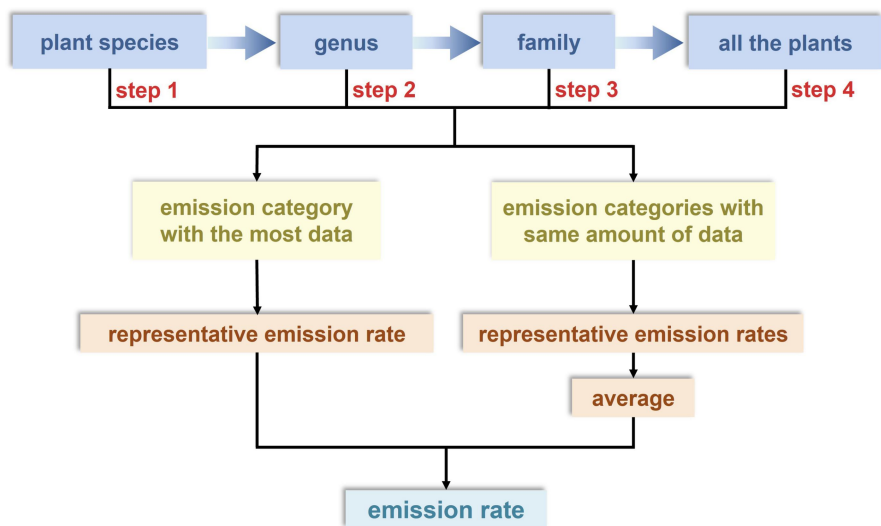 plant species
genus
family
all the plants
step 1
step 2
step 3
step 4
emission category
with the most data
emission categories with
same amount of data
representative emission rate
representative emission rates
average
emission rate